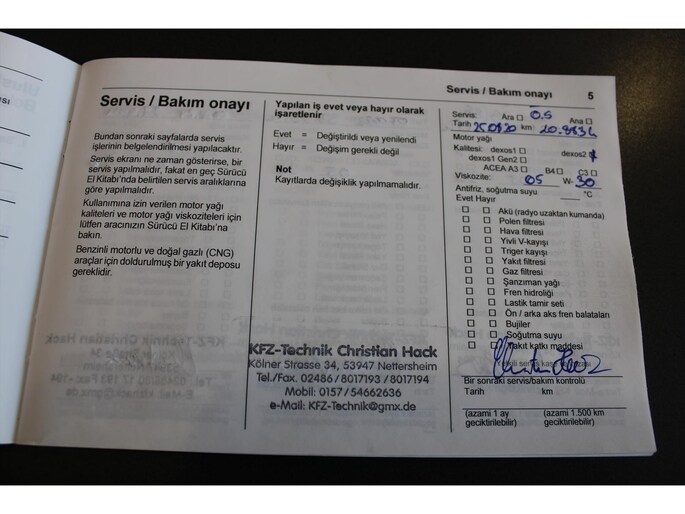 Servis / Bakım onayı 5
Servis / Bakım onayı
Bundan sonraki sayfalarda servis
işlerinin belgelendirilmesi yapılacaktır.
Servis ekranı ne zaman gösterirse, bir
servis yapılmalı, fakat en geç Sürücü
El Kitabı'nda belirtilen servis aralıklarına
göre yapılmalıdır.
Kullanımına izin verilen motor yağı
kaliteleri ve motor yağı viskoziteleri için
lütfen aracınızın Sürücü El Kitabı'na
bakın.
Benzinli motorlu ve doğal gazlı (CNG)
araçlar için doldurulmuş bir yakıt deposu
gereklidir.
Yapılan iş evet veya hayır olarak
işaretlenir
Evet = Değiştirildi veya yenilendi
Hayır = Değişim gerekli değil
Not
Kayıtlarda değişiklik yapılmamalıdır.
KFZ-Technik Christian Hack
Kölner Strasse 34, 53947 Nettersheim
Tel./Fax. 02486/8017193 / 8017194
Mobil: 0157/54662636
e-Mail: KFZ-Technik@gmx.de
Servis: Ara 0.5 Ana
Tarih km
Motor yağı
Kalitesi: dexos1 dexos2
dexos1 Gen2
ACEA A3 B4 C3
Viskozite: 05 W- 30
Antifriz, soğutma suyu °C
Evet Hayır
Akü (radyo uzaktan kumanda)
Polen filtresi
Hava filtresi
Yivli V-kayışı
Triger kayışı
Yakıt filtresi
Gaz filtresi
Şanzıman yağı
Fren hidroliği
Lastik tamir seti
Ön / arka aks fren balataları
Bujiler
Soğutma suyu
Yakıt katkı maddesi
Bir sonraki servis/bakım kontrolü
Tarih km
(azami 1 ay (azami 1.500 km
geciktirilebilir) geciktirilebilir)